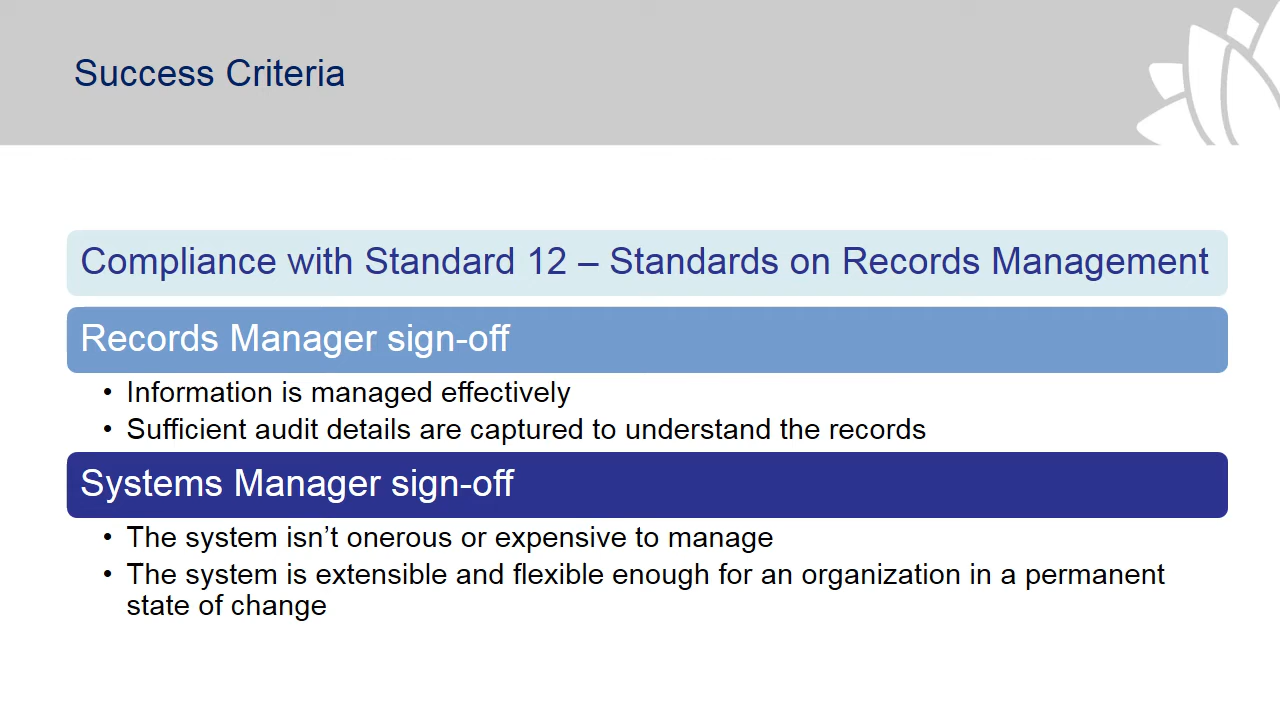 Success Criteria
Compliance with Standard 12 – Standards on Records Management
Records Manager sign-off
• Information is managed effectively
• Sufficient audit details are captured to understand the records
Systems Manager sign-off
• The system isn’t onerous or expensive to manage
• The system is extensible and flexible enough for an organization in a permanent
state of change